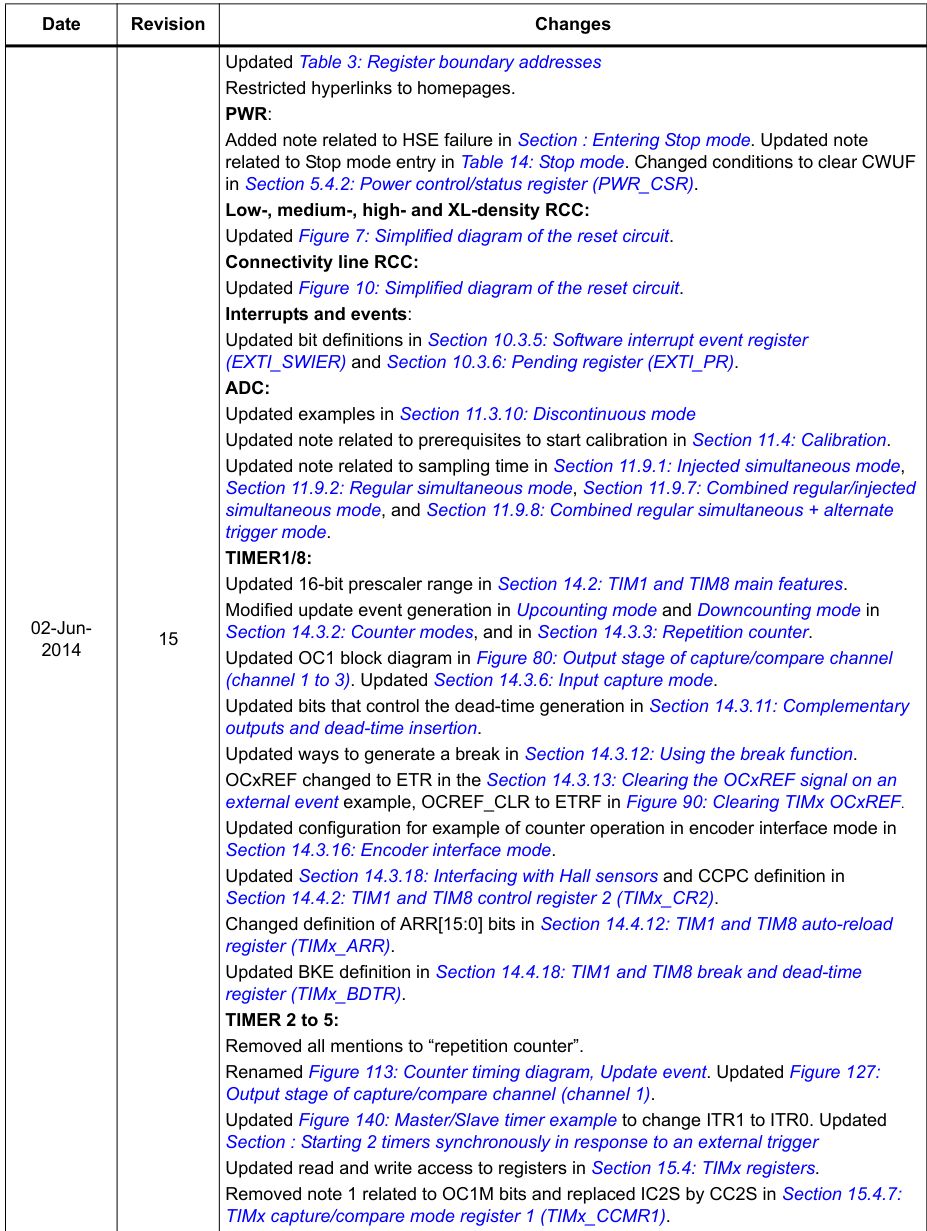 Date Revision Changes
Updated Table 3: Register boundary addresses
Restricted hyperlinks to homepages.
PWR:
Added note related to HSE failure in Section : Entering Stop mode. Updated note
related to Stop mode entry in Table 14: Stop mode. Changed conditions to clear CWUF
in Section 5.4.2: Power control/status register (PWR_CSR).
Low-, medium-, high- and XL-density RCC:
Updated Figure 7: Simplified diagram of the reset circuit.
Connectivity line RCC:
Updated Figure 10: Simplified diagram of the reset circuit.
Interrupts and events:
Updated bit definitions in Section 10.3.5: Software interrupt event register
(EXTI_SWIER) and Section 10.3.6: Pending register (EXTI_PR).
ADC:
Updated examples in Section 11.3.10: Discontinuous mode
Updated note related to prerequisites to start calibration in Section 11.4: Calibration.
Updated note related to sampling time in Section 11.9.1: Injected simultaneous mode,
Section 11.9.2: Regular simultaneous mode, Section 11.9.7: Combined regular/injected
simultaneous mode, and Section 11.9.8: Combined regular simultaneous + alternate
trigger mode.
TIMER1/8:
Updated 16-bit prescaler range in Section 14.2: TIM1 and TIM8 main features.
Modified update event generation in Upcounting mode and Downcounting mode in
Section 14.3.2: Counter modes, and in Section 14.3.3: Repetition counter.
02-Jun-
2014
15
Updated OC1 block diagram in Figure 80: Output stage of capture/compare channel
(channel 1 to 3). Updated Section 14.3.6: Input capture mode.
Updated bits that control the dead-time generation in Section 14.3.11: Complementary
outputs and dead-time insertion.
Updated ways to generate a break in Section 14.3.12: Using the break function.
OCxREF changed to ETR in the Section 14.3.13: Clearing the OCxREF signal on an
external event example, OCREF_CLR to ETRF in Figure 90: Clearing TIMx OCxREF.
Updated configuration for example of counter operation in encoder interface mode in
Section 14.3.16: Encoder interface mode.
Updated Section 14.3.18: Interfacing with Hall sensors and CCPC definition in
Section 14.4.2: TIM1 and TIM8 control register 2 (TIMx_CR2).
Changed definition of ARR[15:0] bits in Section 14.4.12: TIM1 and TIM8 auto-reload
register (TIMx_ARR).
Updated BKE definition in Section 14.4.18: TIM1 and TIM8 break and dead-time
register (TIMx_BDTR).
TIMER 2 to 5:
Removed all mentions to “repetition counter”.
Renamed Figure 113: Counter timing diagram, Update event. Updated Figure 127:
Output stage of capture/compare channel (channel 1).
Updated Figure 140: Master/Slave timer example to change ITR1 to ITR0. Updated
Section : Starting 2 timers synchronously in response to an external trigger
Updated read and write access to registers in Section 15.4: TIMx registers.
Removed note 1 related to OC1M bits and replaced IC2S by CC2S in Section 15.4.7:
TIMx capture/compare mode register 1 (TIMx_CCMR1).